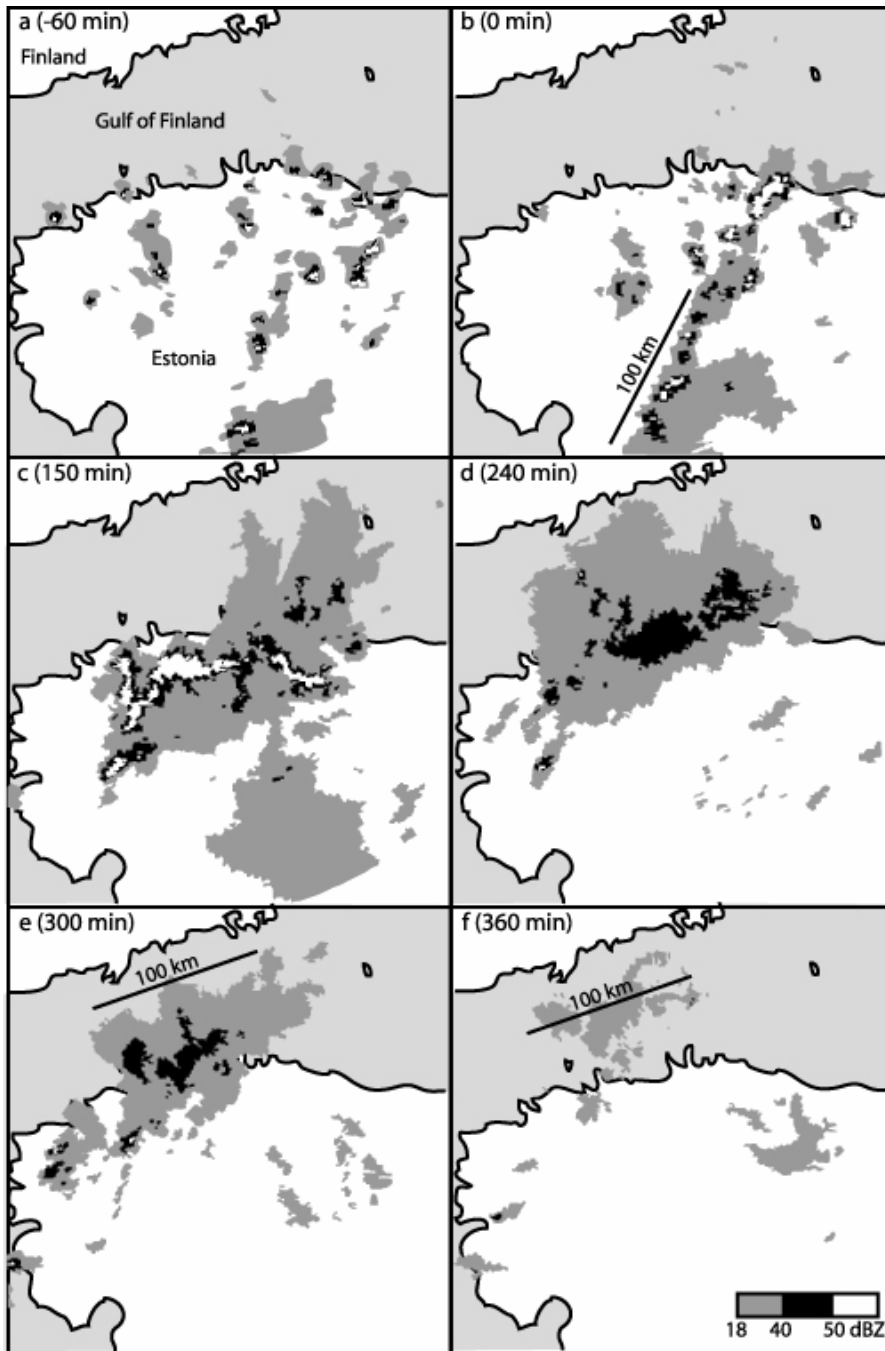 a (-60 min)
Finland
Gulf of Finland
Estonia
b (0 min)
100 km
c (150 min)
d (240 min)
e (300 min)
100 km
f (360 min)
100 km
18 40 50 dBZ